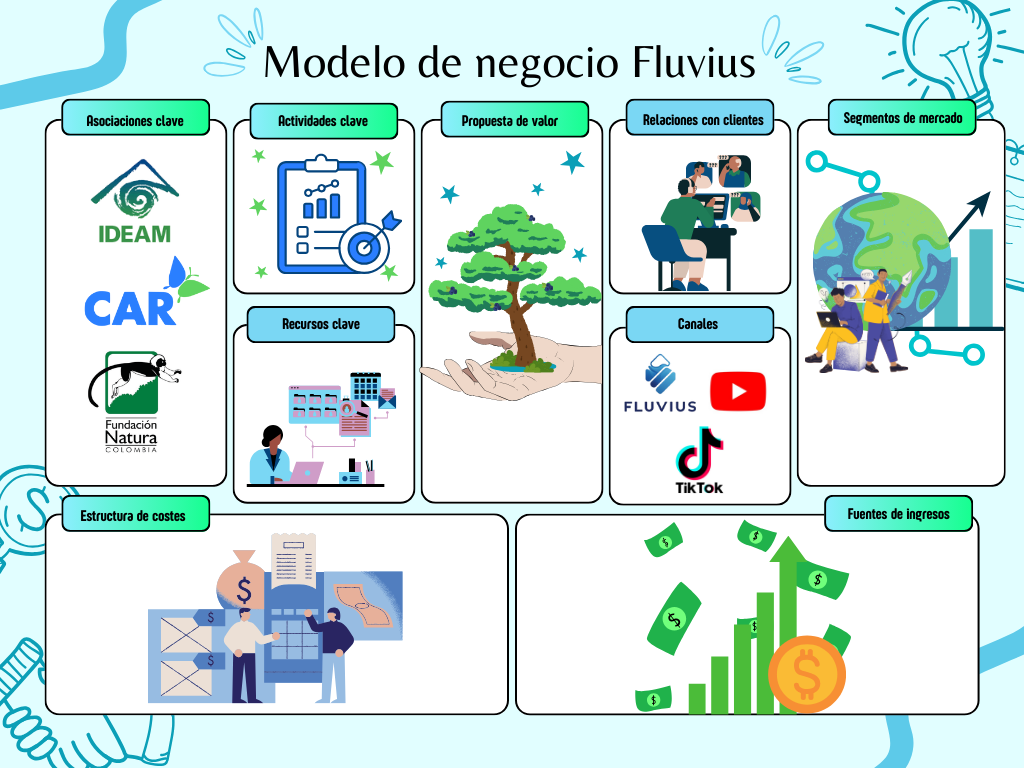 Modelo de negocio Fluvius
Asociaciones clave
IDEAM
CAR
Fundación
Natura
COLOMBIA
Actividades clave
Recursos clave
Propuesta de valor
Relaciones con clientes
Canales
FLUVIUS
TikTok
Segmentos de mercado
Estructura de costes
$
$
$
Fuentes de ingresos
$
$
$
$
$
$
$